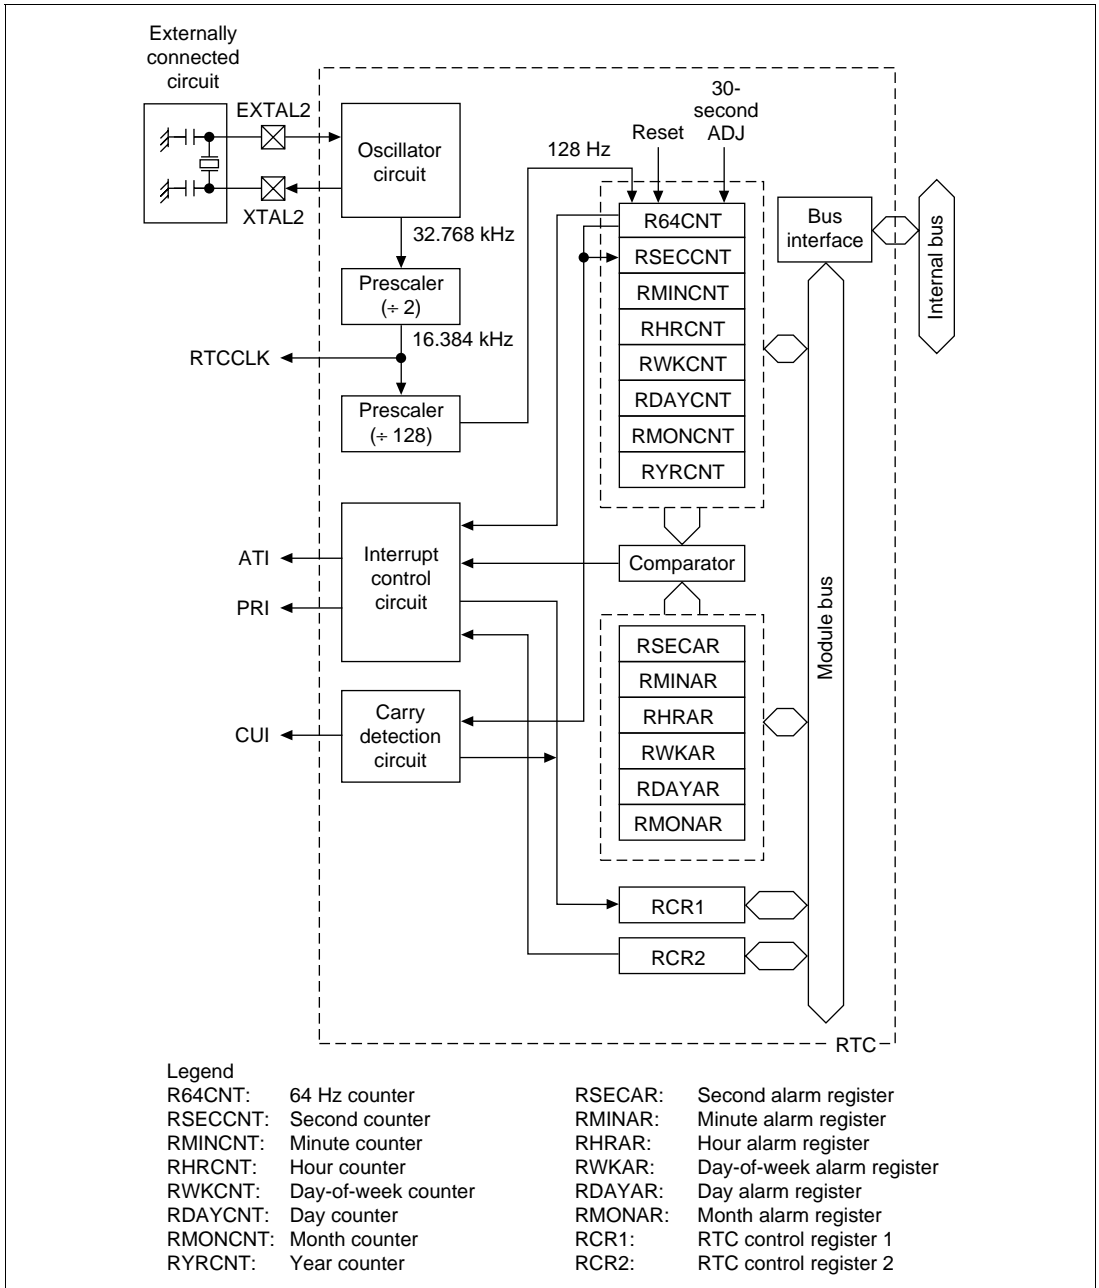 Externally
connected
circuit
EXTAL2
XTAL2
Oscillator
circuit
32.768 kHz
Prescaler
(÷ 2)
16.384 kHz
RTCCLK
Prescaler
(÷ 128)
128 Hz
Reset
30-
second
ADJ
R64CNT
RSECCNT
RMINCNT
RHRCNT
RWKCNT
RDAYCNT
RMONCNT
RYRCNT
Bus
interface
Internal bus
Module bus
ATI
PRI
Interrupt
control
circuit
Comparator
CUI
Carry
detection
circuit
RSECAR
RMINAR
RHRAR
RWKAR
RDAYAR
RMONAR
RCR1
RCR2
RTC
Legend
R64CNT: 64 Hz counter
RSECCNT: Second counter
RMINCNT: Minute counter
RHRCNT: Hour counter
RWKCNT: Day-of-week counter
RDAYCNT: Day counter
RMONCNT: Month counter
RYRCNT: Year counter
RSECAR: Second alarm register
RMINAR: Minute alarm register
RHRAR: Hour alarm register
RWKAR: Day-of-week alarm register
RDAYAR: Day alarm register
RMONAR: Month alarm register
RCR1: RTC control register 1
RCR2: RTC control register 2